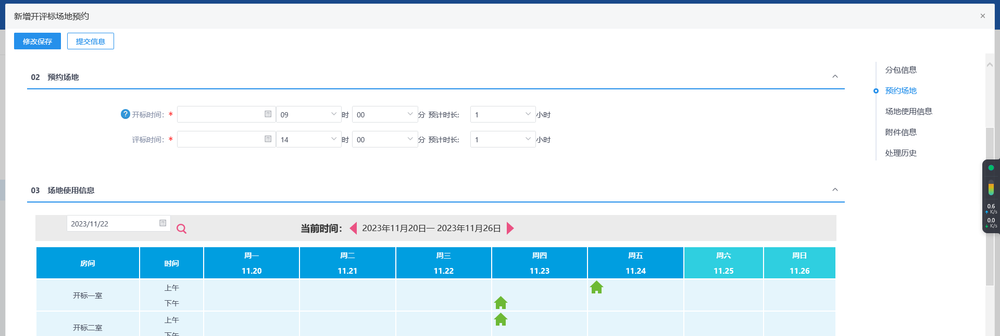 新增开评标场地预约
×
修改保存
提交信息
02 预约场地
? 开标时间: * 09 时 00 分 预计时长: 1 小时
评标时间: * 14 时 00 分 预计时长: 1 小时
分包信息
预约场地
场地使用信息
附件信息
处理历史
0.6
K/s
0.0
K/s
03 场地使用信息
2023/11/22
当前时间： 2023年11月20日— 2023年11月26日
房间 时间 周一 周二 周三 周四 周五 周六 周日
11.20 11.21 11.22 11.23 11.24 11.25 11.26
开标一室 上午
下午
开标二室 上午
下午